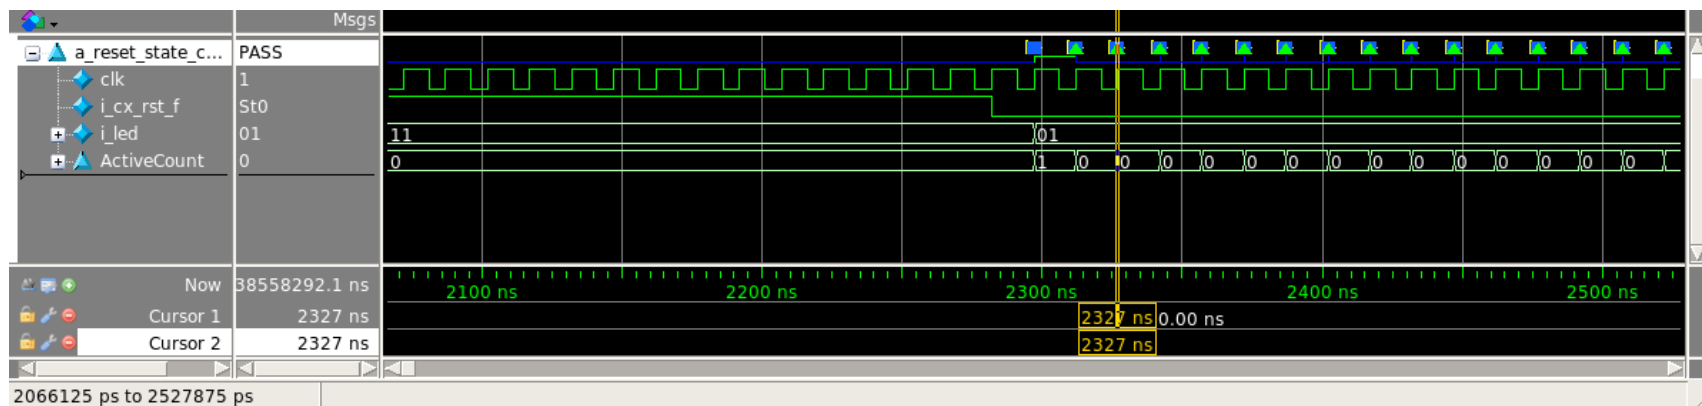 Msgs
a_reset_state_c... PASS
clk 1
i_cx_rst_f St0
i_led 01 11 01
ActiveCount 0 0 1 0 0 0 0 0 0 0 0 0 0 0 0 0
Now 38558292.1 ns 2100 ns 2200 ns 2300 ns 2400 ns 2500 ns
Cursor 1 2327 ns 2327 ns 0.00 ns
Cursor 2 2327 ns 2327 ns
2066125 ps to 2527875 ps